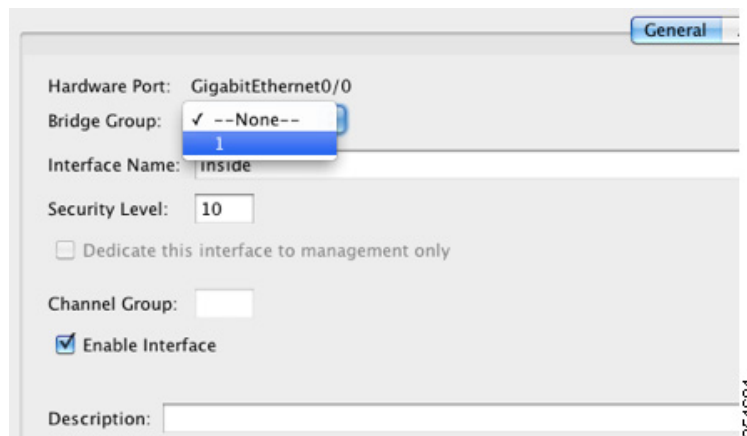 General
Hardware Port: GigabitEthernet0/0
Bridge Group: ✓ --None--
1
Interface Name: Inside
Security Level: 10
Dedicate this interface to management only
Channel Group:
Enable Interface
Description: